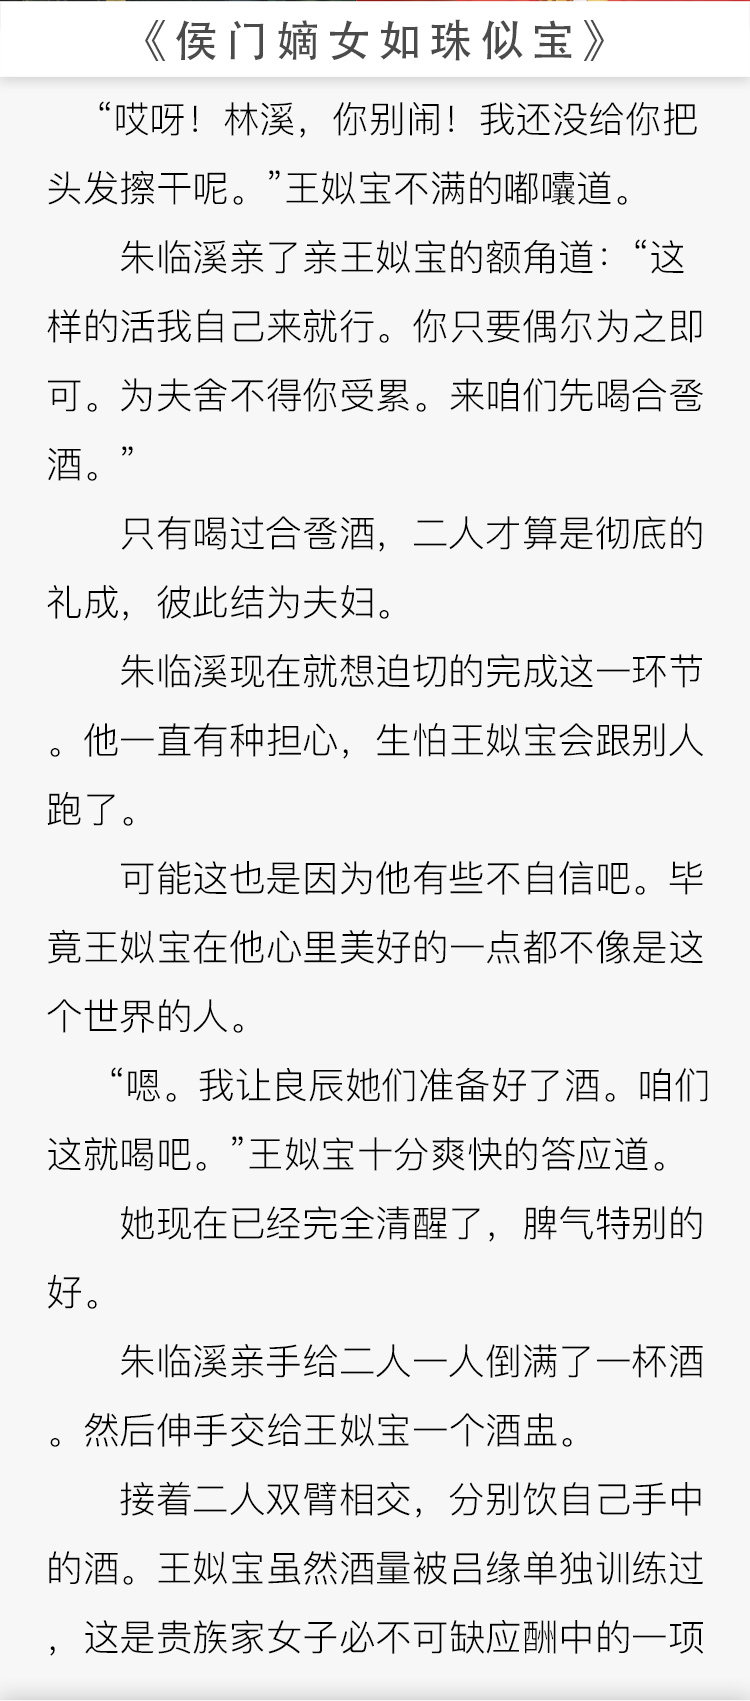 《侯门嫡女如珠似宝》
“哎呀！林溪，你别闹！我还没给你把
头发擦干呢。”王姒宝不满的嘟囔道。
朱临溪亲了亲王姒宝的额角道：“这
样的活我自己来就行。你只要偶尔为之即
可。为夫舍不得你受累。来咱们先喝合卺
酒。”
只有喝过合卺酒，二人才算是彻底的
礼成，彼此结为夫妇。
朱临溪现在就想迫切的完成这一环节
。他一直有种担心，生怕王姒宝会跟别人
跑了。
可能这也是因为他有些不自信吧。毕
竟王姒宝在他心里美好的一点都不像是这
个世界的人。
“嗯。我让良辰她们准备好了酒。咱们
这就喝吧。”王姒宝十分爽快的答应道。
她现在已经完全清醒了，脾气特别的
好。
朱临溪亲手给二人一人倒满了一杯酒
。然后伸手交给王姒宝一个酒盅。
接着二人双臂相交，分别饮自己手中
的酒。王姒宝虽然酒量被吕缘单独训练过
，这是贵族家女子必不可缺应酬中的一项